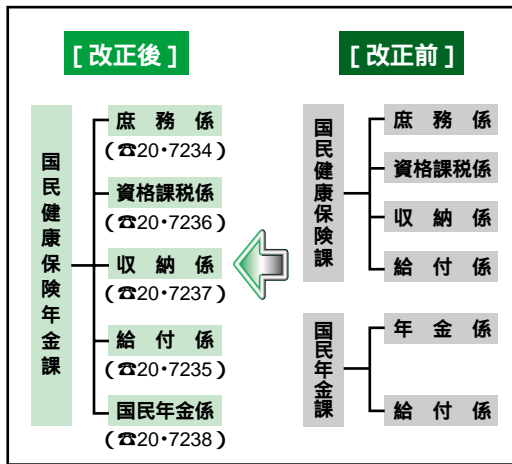 [改正後]
国民健康保険年金課
庶務係
(☎20・7234)
資格課税係
(☎20・7236)
収納係
(☎20・7237)
給付係
(☎20・7235)
国民年金係
(☎20・7238)
[改正前]
国民健康保険課
庶務係
資格課税係
収納係
給付係
国民年金課
年金係
給付係